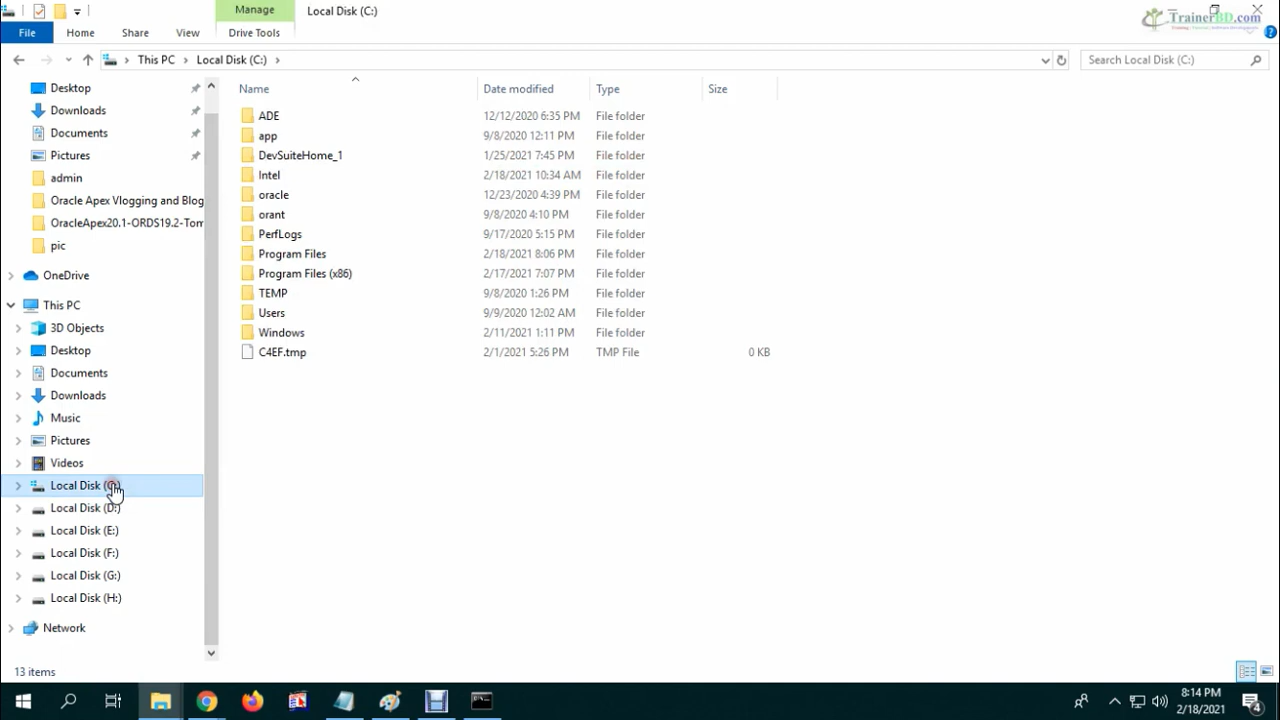 Manage
Local Disk (C:)
TrainerBD.com
File
Home
Share
View
Drive Tools
This PC
Local Disk (C:)
Search Local Disk (C:)
Desktop
Downloads
Documents
Pictures
admin
Oracle Apex Vlogging and Blog
OracleApex20.1-ORDS19.2-Tom
pic
OneDrive
This PC
3D Objects
Desktop
Documents
Downloads
Music
Pictures
Videos
Local Disk (C:)
Local Disk (D:)
Local Disk (E:)
Local Disk (F:)
Local Disk (G:)
Local Disk (H:)
Network
Name Date modified Type Size
ADE 12/12/2020 6:35 PM File folder
app 9/8/2020 12:11 PM File folder
DevSuiteHome_1 1/25/2021 7:45 PM File folder
Intel 2/18/2021 10:34 AM File folder
oracle 12/23/2020 4:39 PM File folder
orant 9/8/2020 4:10 PM File folder
PerfLogs 9/17/2020 5:15 PM File folder
Program Files 2/18/2021 8:06 PM File folder
Program Files (x86) 2/17/2021 7:07 PM File folder
TEMP 9/8/2020 1:26 PM File folder
Users 9/9/2020 12:02 AM File folder
Windows 2/11/2021 1:11 PM File folder
C4EF.tmp 2/1/2021 5:26 PM TMP File 0 KB
13 items
8:14 PM
2/18/2021
4